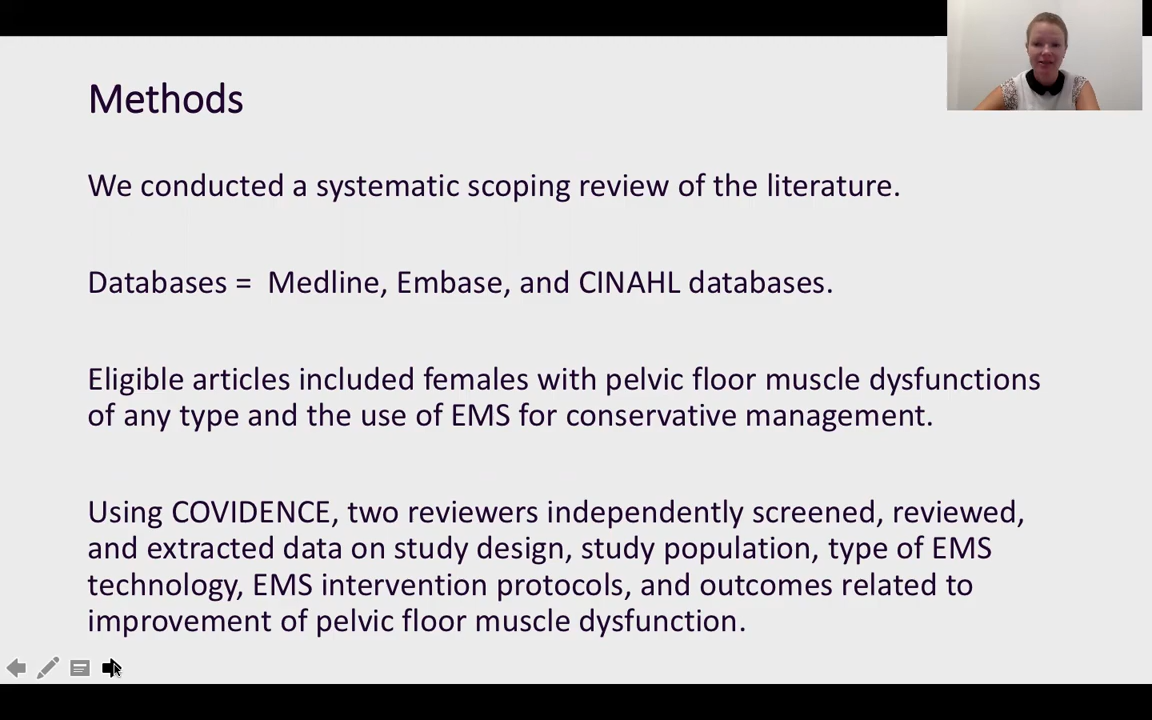 Methods
We conducted a systematic scoping review of the literature.
Databases =  Medline, Embase, and CINAHL databases.
Eligible articles included females with pelvic floor muscle dysfunctions
of any type and the use of EMS for conservative management.
Using COVIDENCE, two reviewers independently screened, reviewed,
and extracted data on study design, study population, type of EMS
technology, EMS intervention protocols, and outcomes related to
improvement of pelvic floor muscle dysfunction.